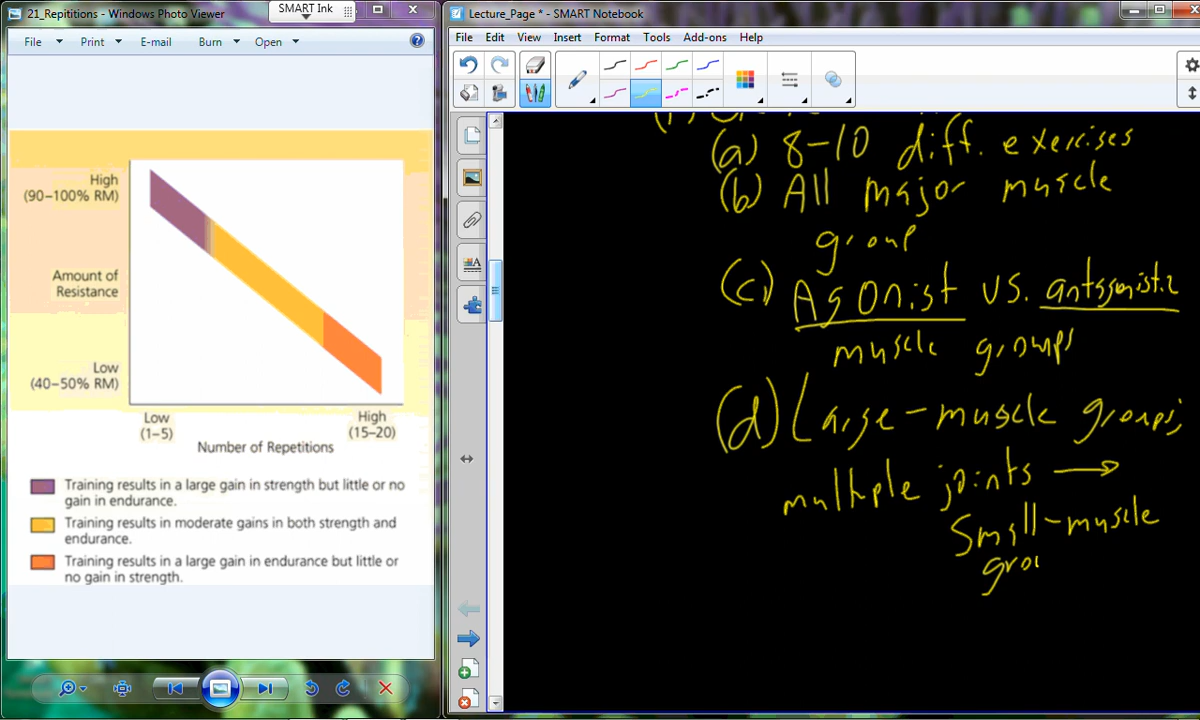 21_Repititions - Windows Photo Viewer
SMART Ink
File Print E-mail Burn Open
High
(90–100% RM)
Amount of
Resistance
Low
(40–50% RM)
Low
(1–5)
High
(15–20)
Number of Repetitions
Training results in a large gain in strength but little or no
gain in endurance.
Training results in moderate gains in both strength and
endurance.
Training results in a large gain in endurance but little or
no gain in strength.
Lecture_Page * - SMART Notebook
File Edit View Insert Format Tools Add-ons Help
(a) 8-10 diff. exercises
(b) All major muscle
group
(c) Agonist vs.
muscle groups
(d) Large-muscle groups;
multiple joints →
Small-muscle
gro